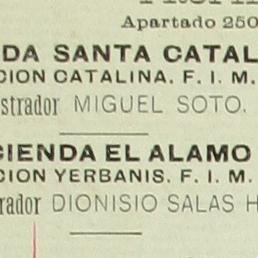 Apartado 250
DA SANTA CATAL
CION CATALINA. F. I. M.
strador MIGUEL SOTO.
CIENDA EL ALAMO
CION YERBANIS. F. I. M.
rador DIONISIO SALAS H